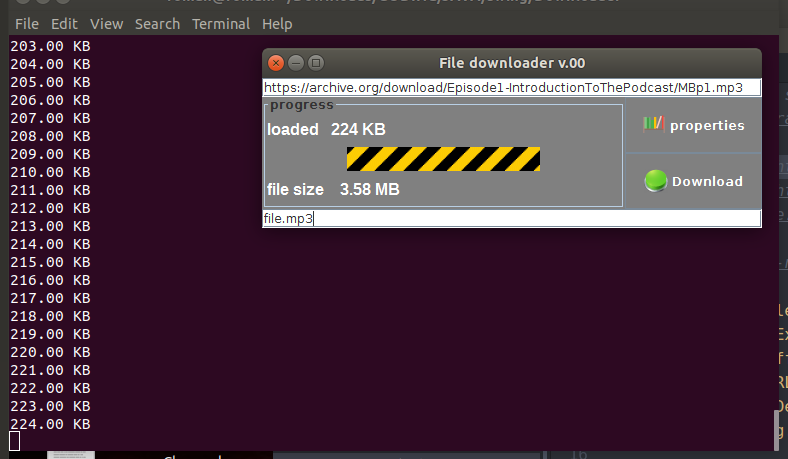 File Edit View Search Terminal Help
203.00 KB
204.00 KB
205.00 KB
206.00 KB
207.00 KB
208.00 KB
209.00 KB
210.00 KB
211.00 KB
212.00 KB
213.00 KB
214.00 KB
215.00 KB
216.00 KB
217.00 KB
218.00 KB
219.00 KB
220.00 KB
221.00 KB
222.00 KB
223.00 KB
224.00 KB
File downloader v.00
https://archive.org/download/Episode1-IntroductionToThePodcast/MBp1.mp3
progress
loaded 224 KB
file size 3.58 MB
file.mp3
properties
Download